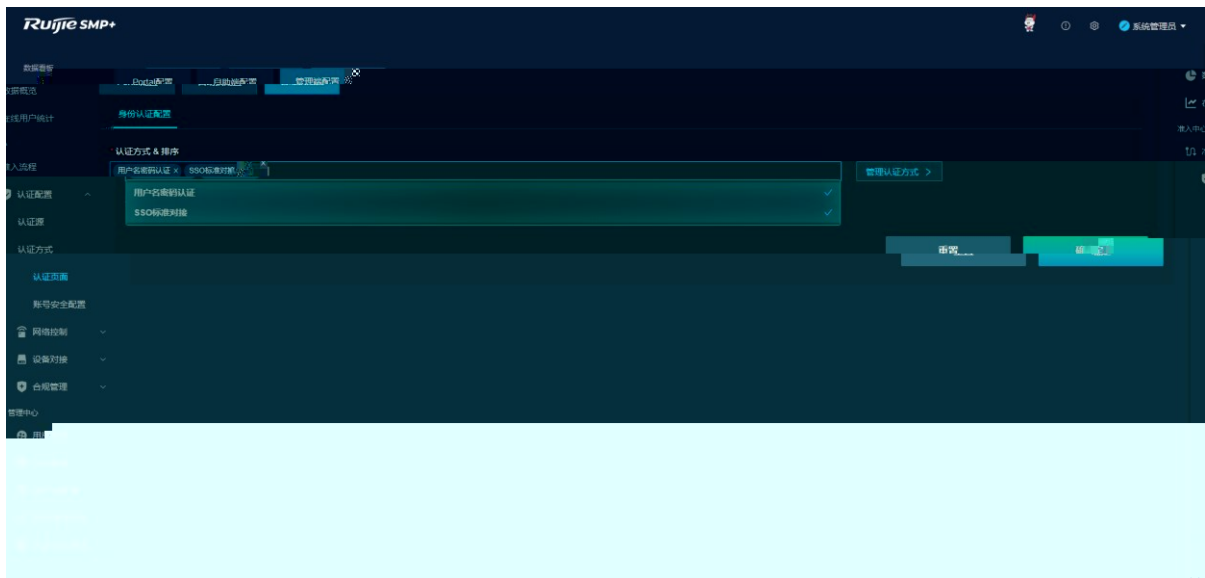 Ruijie SMP+
系统管理员
数据看板
数据概览
Portal配置
自助端配置
管理端配置
在线用户统计
身份认证配置
准入中心
认证方式 & 排序
准入流程
用户名密码认证 × SSO标准对接
管理认证方式 >
认证配置
用户名密码认证
SSO标准对接
认证源
认证方式
重置
认证页面
账号安全配置
网络控制
设备对接
合规管理
管理中心